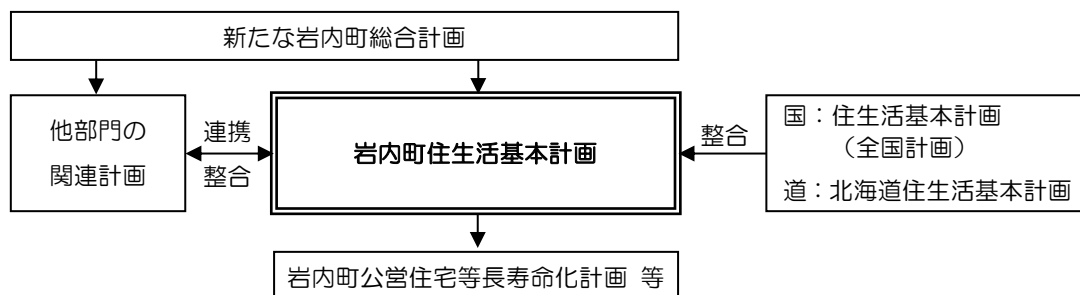 新たな岩内町総合計画
他部門の
関連計画
連携
整合
岩内町住生活基本計画
整合
国：住生活基本計画
（全国計画）
道：北海道住生活基本計画
岩内町公営住宅等長寿命化計画 等